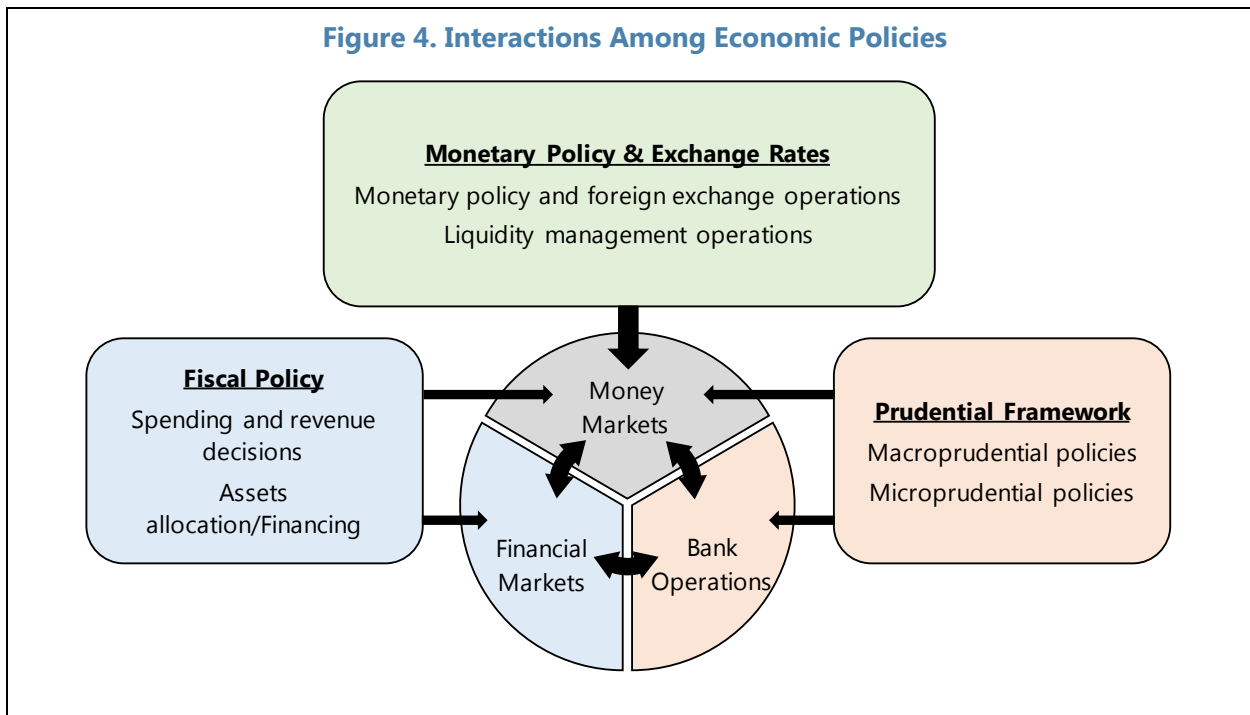 Figure 4. Interactions Among Economic Policies
Monetary Policy & Exchange Rates
Monetary policy and foreign exchange operations
Liquidity management operations
Fiscal Policy
Spending and revenue
decisions
Assets
allocation/Financing
Money
Markets
Prudential Framework
Macroprudential policies
Microprudential policies
Financial
Markets
Bank
Operations